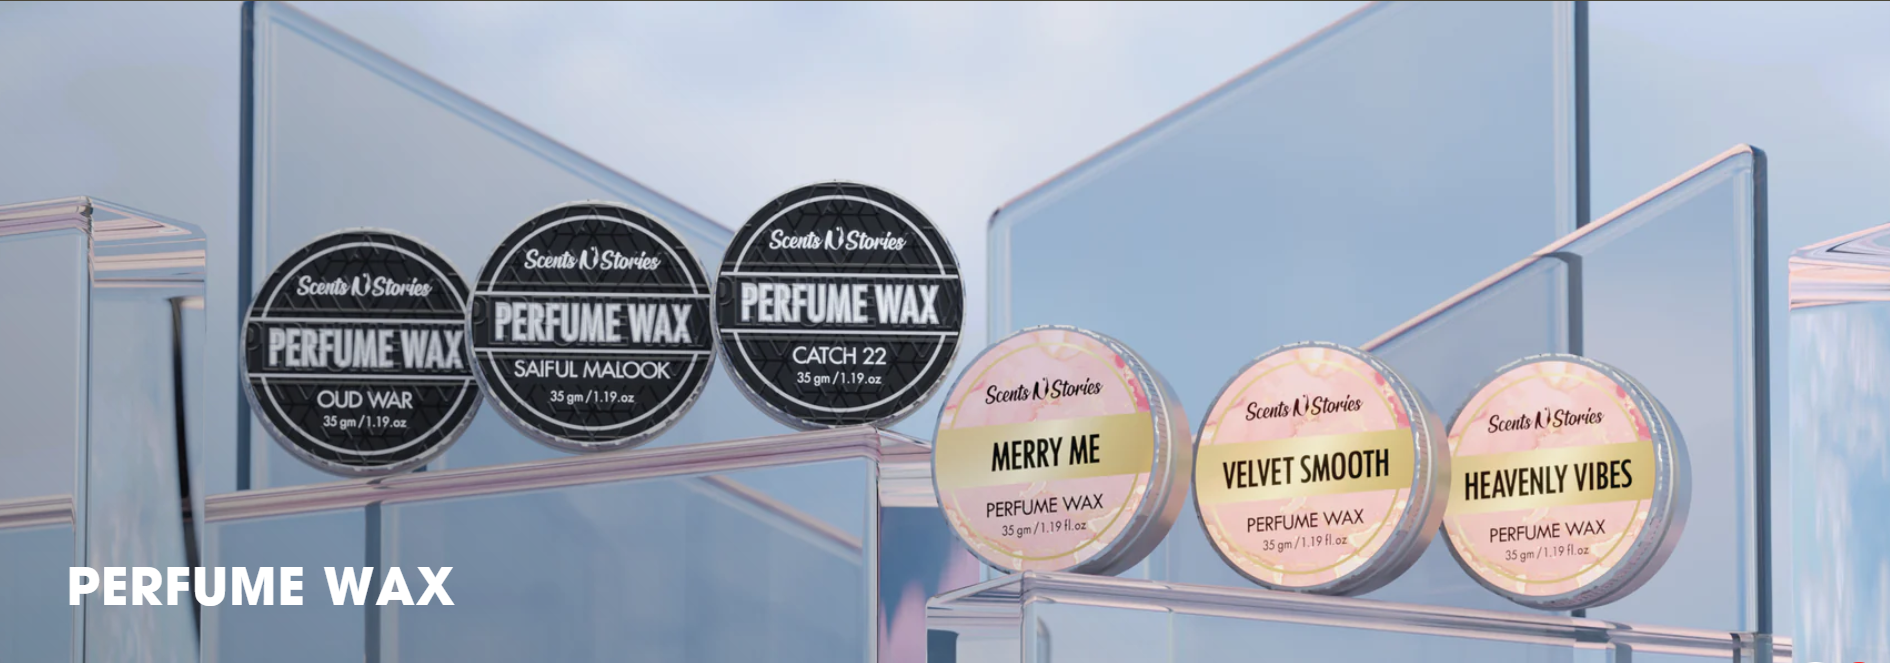 Scents N Stories
PERFUME WAX
OUD WAR
35 gm / 1.19.oz
Scents N Stories
PERFUME WAX
SAIFUL MALOOK
35 gm / 1.19.oz
Scents N Stories
PERFUME WAX
CATCH 22
35 gm / 1.19.oz
Scents N Stories
MERRY ME
PERFUME WAX
35 gm / 1.19 fl.oz
Scents N Stories
VELVET SMOOTH
PERFUME WAX
35 gm / 1.19 fl.oz
Scents N Stories
HEAVENLY VIBES
PERFUME WAX
35 gm / 1.19 fl.oz
PERFUME WAX